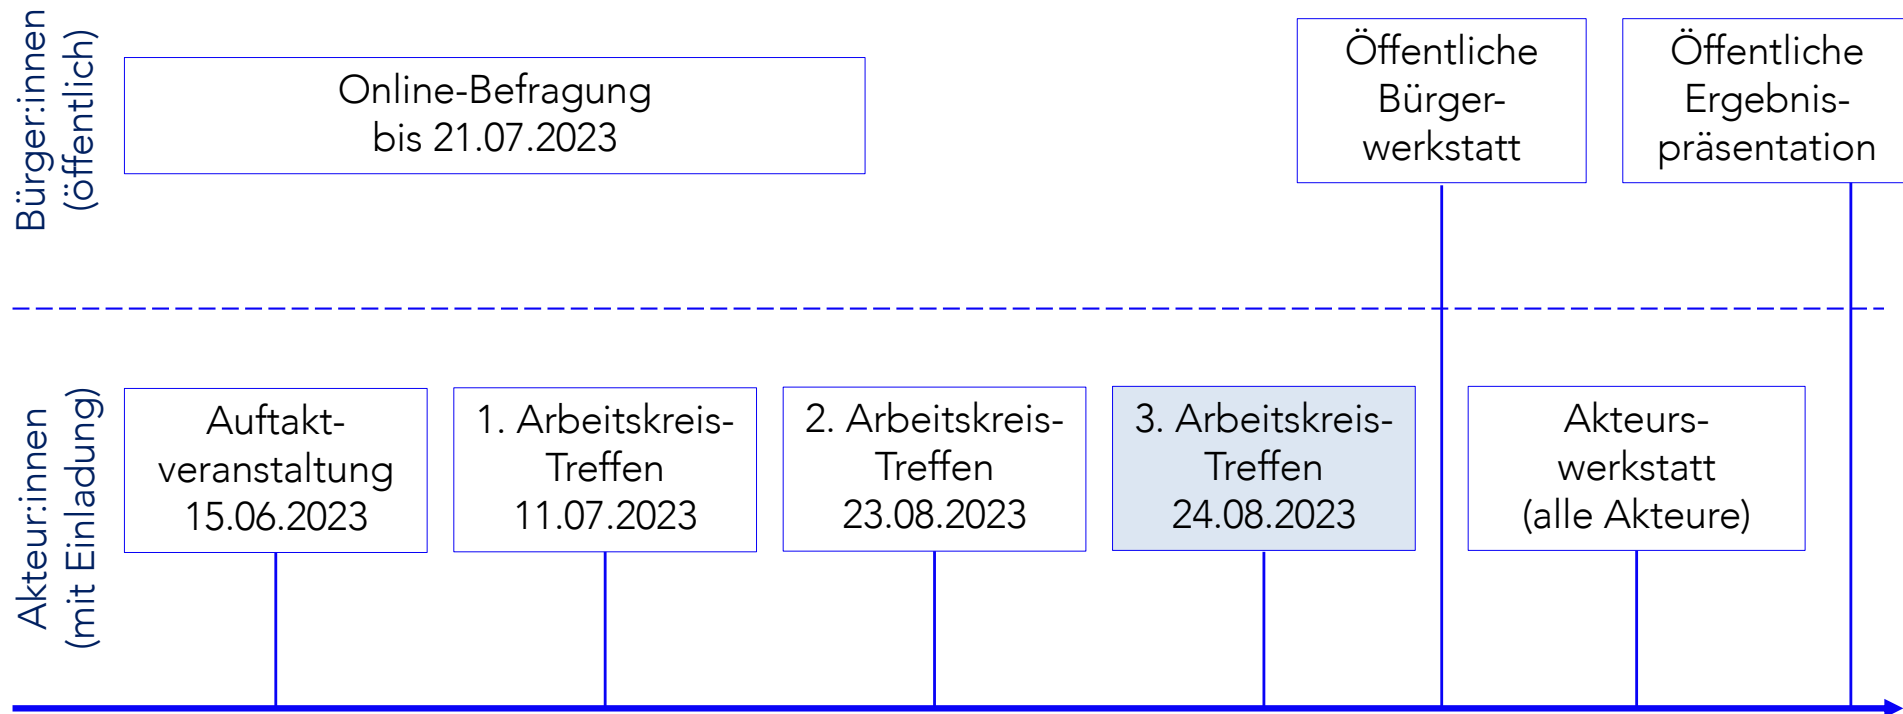 Bürger:innen
(öffentlich)
Online-Befragung
bis 21.07.2023
Öffentliche
Bürger-
werkstatt
Öffentliche
Ergebnis-
präsentation
Akteur:innen
(mit Einladung)
Auftakt-
veranstaltung
15.06.2023
1. Arbeitskreis-
Treffen
11.07.2023
2. Arbeitskreis-
Treffen
23.08.2023
3. Arbeitskreis-
Treffen
24.08.2023
Akteurs-
werkstatt
(alle Akteure)